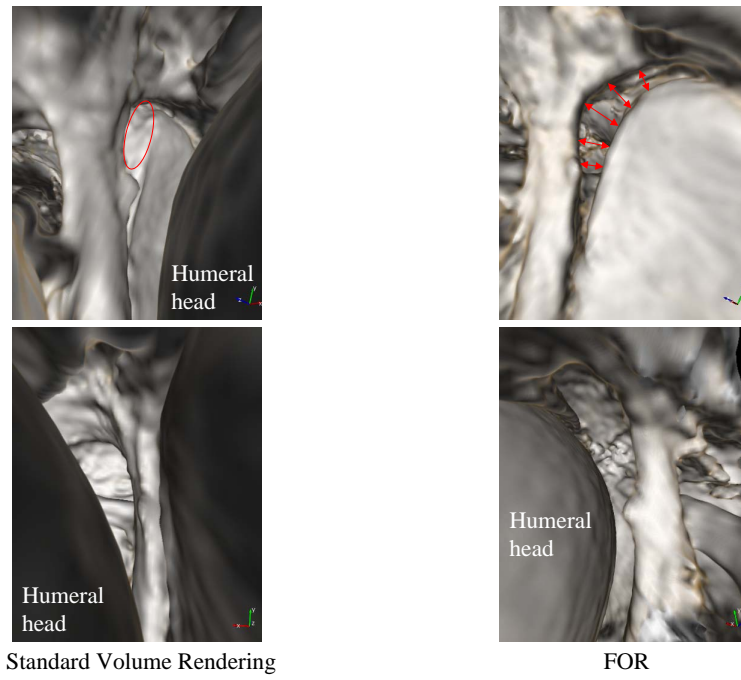 Humeral
head
Humeral
head
Humeral
head
Standard Volume Rendering
FOR